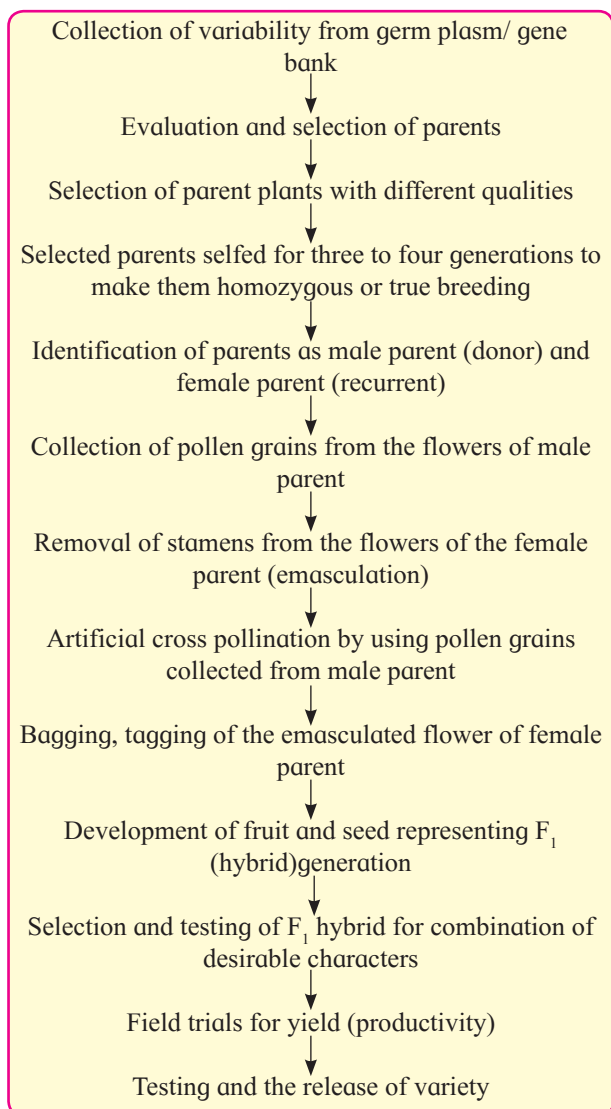 Collection of variability from germ plasm/ gene
bank
Evaluation and selection of parents
Selection of parent plants with different qualities
Selected parents selfed for three to four generations to
make them homozygous or true breeding
Identification of parents as male parent (donor) and
female parent (recurrent)
Collection of pollen grains from the flowers of male
parent
Removal of stamens from the flowers of the female
parent (emasculation)
Artificial cross pollination by using pollen grains
collected from male parent
Bagging, tagging of the emasculated flower of female
parent
Development of fruit and seed representing F₁
(hybrid)generation
Selection and testing of F₁ hybrid for combination of
desirable characters
Field trials for yield (productivity)
Testing and the release of variety